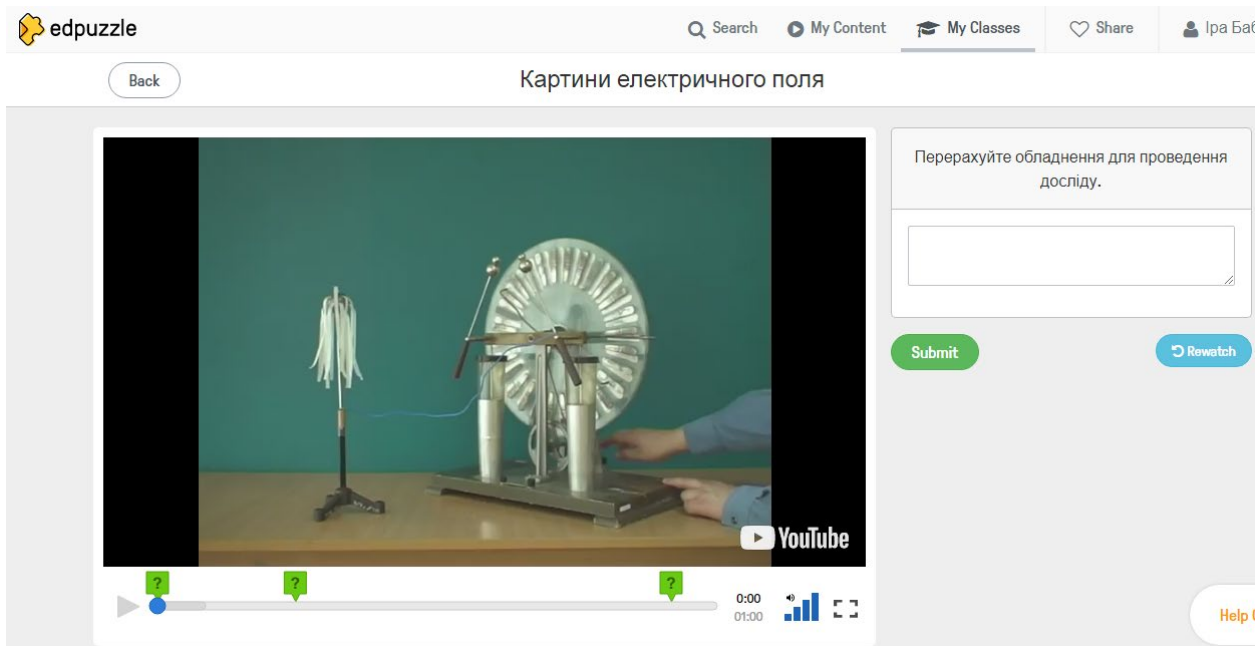 edpuzzle
Search
My Content
My Classes
Share
Іра
Back
Картини електричного поля
Перерахуйте обладнення для проведення
досліду.
Submit
Rewatch
YouTube
?
?
?
0:00
01:00
Help